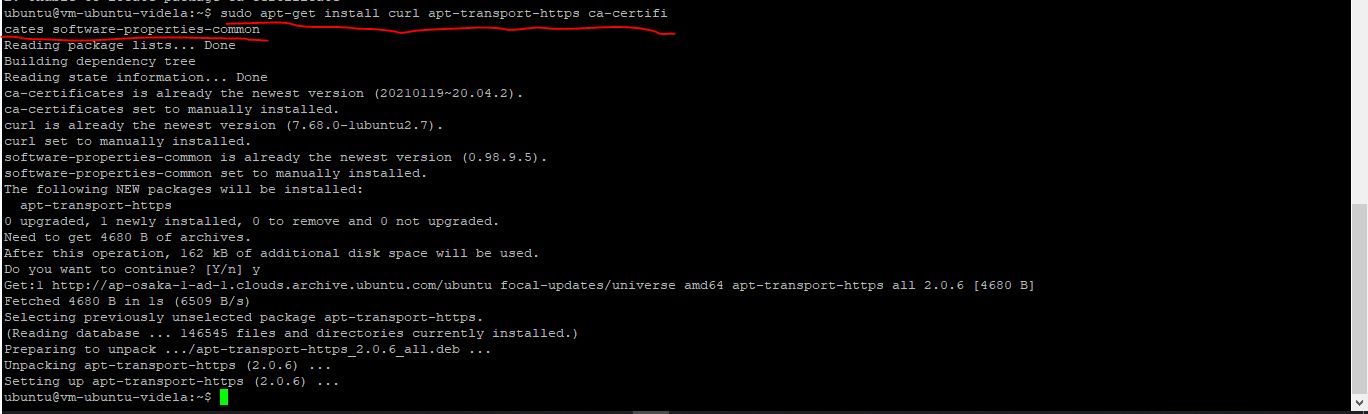 ubuntu@vm-ubuntu-videla:~$ sudo apt-get install curl apt-transport-https ca-certifi
cates software-properties-common
Reading package lists... Done
Building dependency tree
Reading state information... Done
ca-certificates is already the newest version (20210119~20.04.2).
ca-certificates set to manually installed.
curl is already the newest version (7.68.0-1ubuntu2.7).
curl set to manually installed.
software-properties-common is already the newest version (0.98.9.5).
software-properties-common set to manually installed.
The following NEW packages will be installed:
  apt-transport-https
0 upgraded, 1 newly installed, 0 to remove and 0 not upgraded.
Need to get 4680 B of archives.
After this operation, 162 kB of additional disk space will be used.
Do you want to continue? [Y/n] y
Get:1 http://ap-osaka-1-ad-1.clouds.archive.ubuntu.com/ubuntu focal-updates/universe amd64 apt-transport-https all 2.0.6 [4680 B]
Fetched 4680 B in 1s (6509 B/s)
Selecting previously unselected package apt-transport-https.
(Reading database ... 146545 files and directories currently installed.)
Preparing to unpack .../apt-transport-https_2.0.6_all.deb ...
Unpacking apt-transport-https (2.0.6) ...
Setting up apt-transport-https (2.0.6) ...
ubuntu@vm-ubuntu-videla:~$